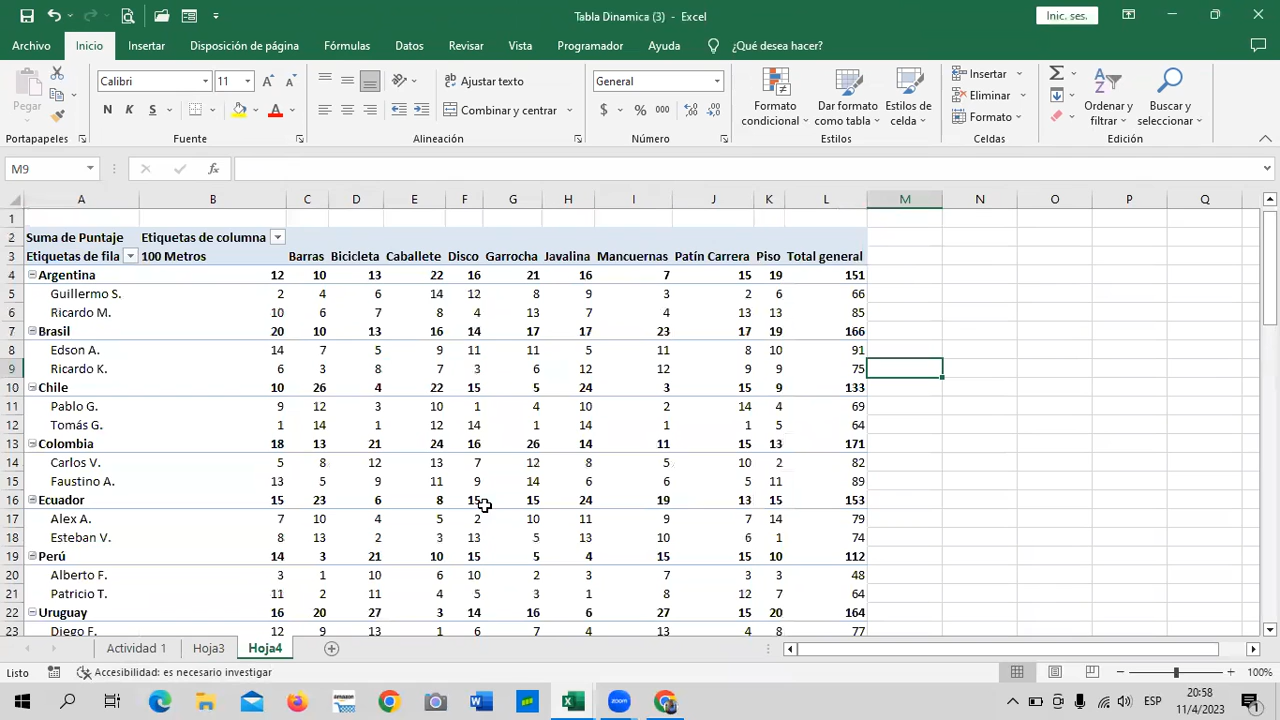 Tabla Dinamica (3) - Excel
Inic. ses.
Archivo Inicio Insertar Disposición de página Fórmulas Datos Revisar Vista Programador Ayuda ¿Qué desea hacer?
Pegar
Calibri 11
N K S
Ajustar texto
Combinar y centrar
General
$ % 000
Formato condicional
Dar formato como tabla
Estilos de celda
Insertar
Eliminar
Formato
Ordenar y filtrar
Buscar y seleccionar
Portapapeles Fuente Alineación Número Estilos Celdas Edición
M9 fx
A B C D E F G H I J K L M N O P Q
1
2 Suma de Puntaje Etiquetas de columna
3 Etiquetas de fila 100 Metros Barras Bicicleta Caballete Disco Garrocha Javalina Mancuernas Patín Carrera Piso Total general
4 Argentina 12 10 13 22 16 21 16 7 15 19 151
5 Guillermo S. 2 4 6 14 12 8 9 3 2 6 66
6 Ricardo M. 10 6 7 8 4 13 7 4 13 13 85
7 Brasil 20 10 13 16 14 17 17 23 17 19 166
8 Edson A. 14 7 5 9 11 11 5 11 8 10 91
9 Ricardo K. 6 3 8 7 3 6 12 12 9 9 75
10 Chile 10 26 4 22 15 5 24 3 15 9 133
11 Pablo G. 9 12 3 10 1 4 10 2 14 4 69
12 Tomás G. 1 14 1 12 14 1 14 1 1 5 64
13 Colombia 18 13 21 24 16 26 14 11 15 13 171
14 Carlos V. 5 8 12 13 7 12 8 5 10 2 82
15 Faustino A. 13 5 9 11 9 14 6 6 5 11 89
16 Ecuador 15 23 6 8 15 15 24 19 13 15 153
17 Alex A. 7 10 4 5 2 10 11 9 7 14 79
18 Esteban V. 8 13 2 3 13 5 13 10 6 1 74
19 Perú 14 3 21 10 15 5 4 15 15 10 112
20 Alberto F. 3 1 10 6 10 2 3 7 3 3 48
21 Patricio T. 11 2 11 4 5 3 1 8 12 7 64
22 Uruguay 16 20 27 3 14 16 6 27 15 20 164
23 Diego F. 12 9 13 1 6 7 4 13 4 8 77
Actividad 1 Hoja3 Hoja4
Listo Accesibilidad: es necesario investigar 100%
ESP
20:58
11/4/2023
zoom